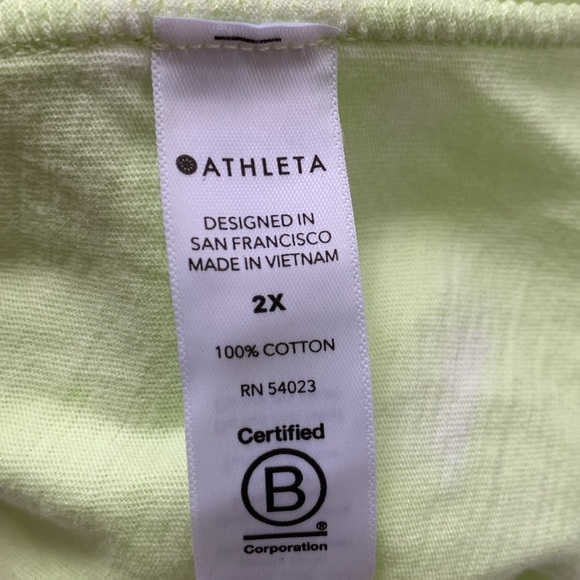 ATHLETA
DESIGNED IN
SAN FRANCISCO
MADE IN VIETNAM
2X
100% COTTON
RN 54023
Certified
B
®
Corporation